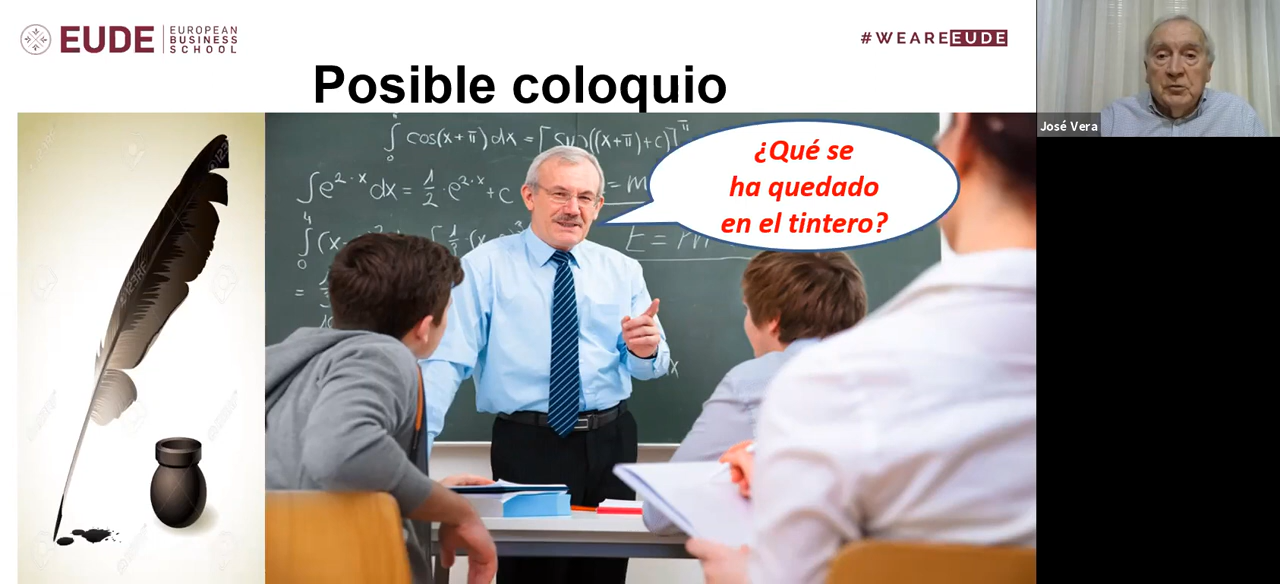 EUDE
EUROPEAN
BUSINESS
SCHOOL
#WEAREEUDE
Posible coloquio
José Vera
¿Qué se
ha quedado
en el tintero?